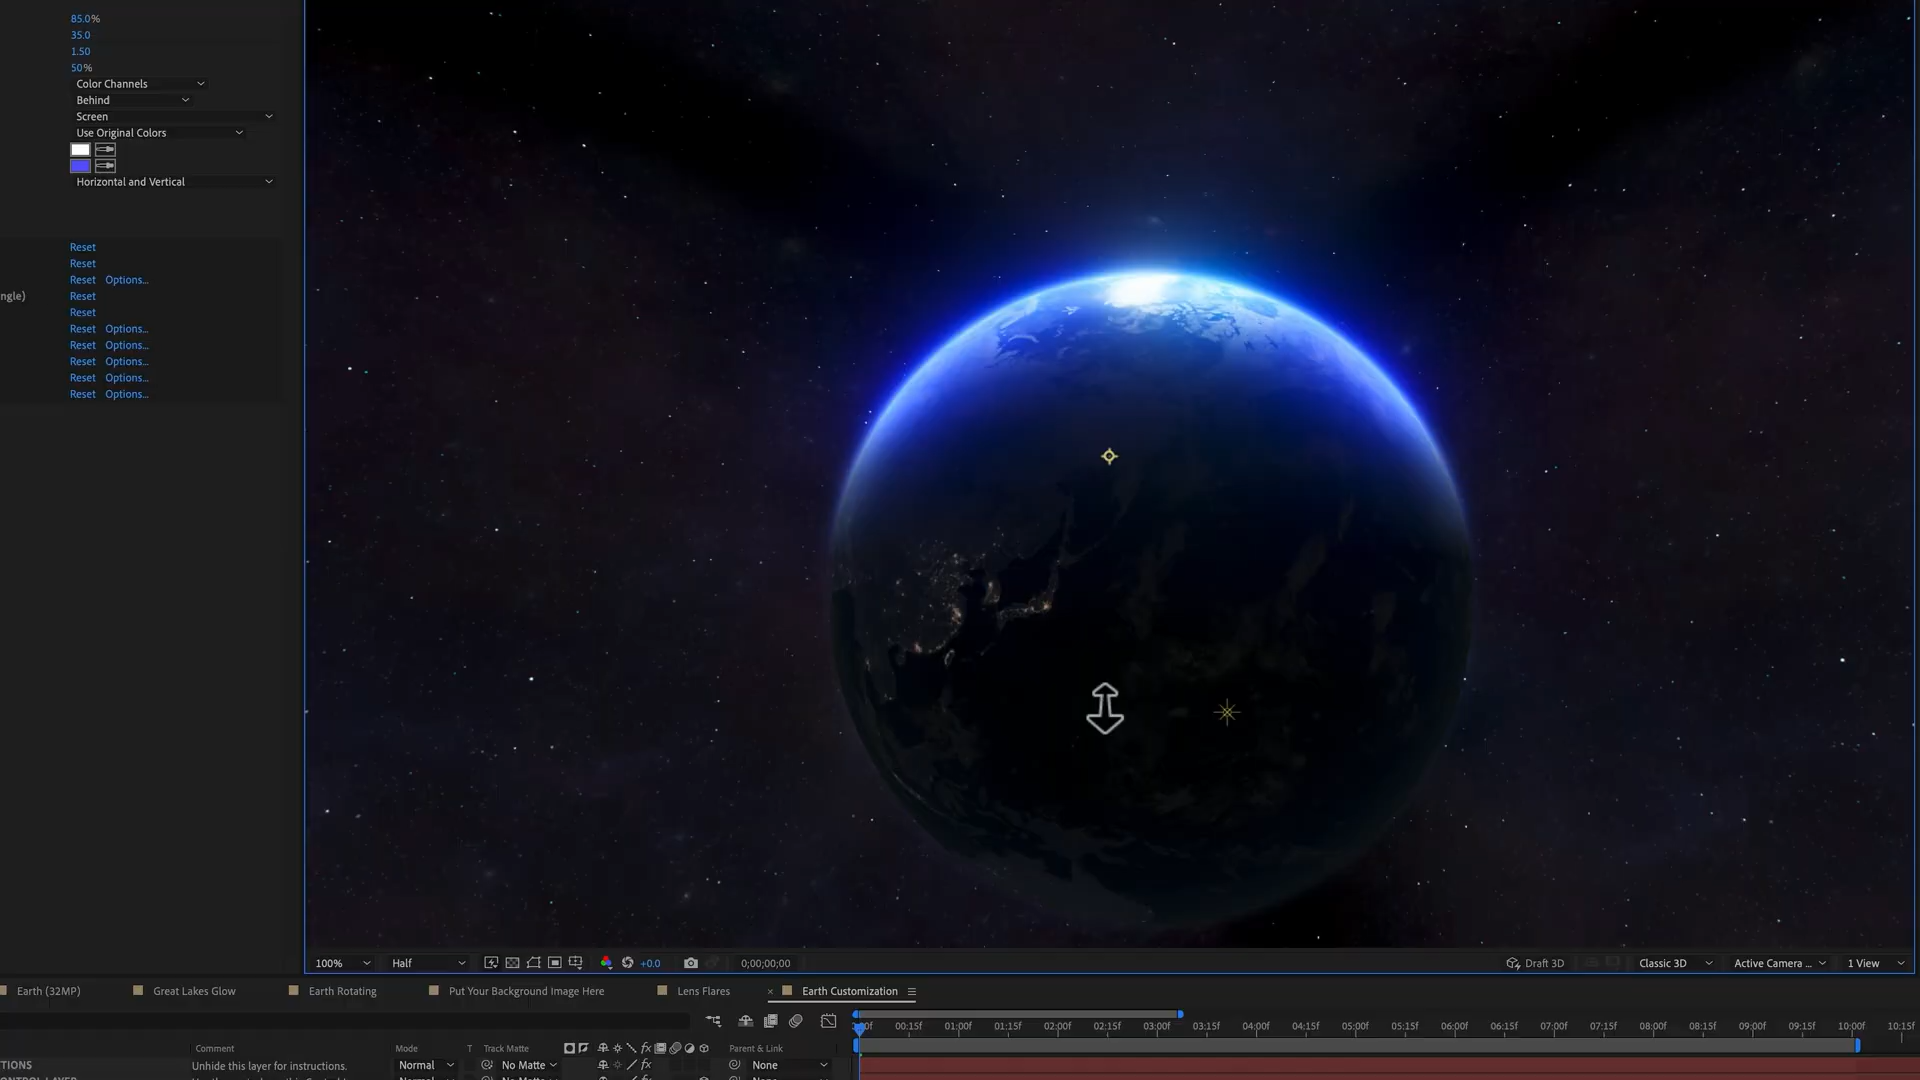 85.0%
35.0
1.50
50%
Color Channels
Behind
Screen
Use Original Colors
Horizontal and Vertical
Reset
Reset
Reset Options...
ngle) Reset
Reset
Reset Options...
Reset Options...
Reset Options...
Reset Options...
Reset Options...
100% Half +0.0 0;00;00;00 Draft 3D Classic 3D Active Camera ... 1 View
Earth (32MP) Great Lakes Glow Earth Rotating Put Your Background Image Here Lens Flares × Earth Customization
00f 00:15f 01:00f 01:15f 02:00f 02:15f 03:00f 03:15f 04:00f 04:15f 05:00f 05:15f 06:00f 06:15f 07:00f 07:15f 08:00f 08:15f 09:00f 09:15f 10:00f 10:15f
Comment Mode T Track Matte fx Parent & Link
TIONS Unhide this layer for instructions. Normal No Matte fx None